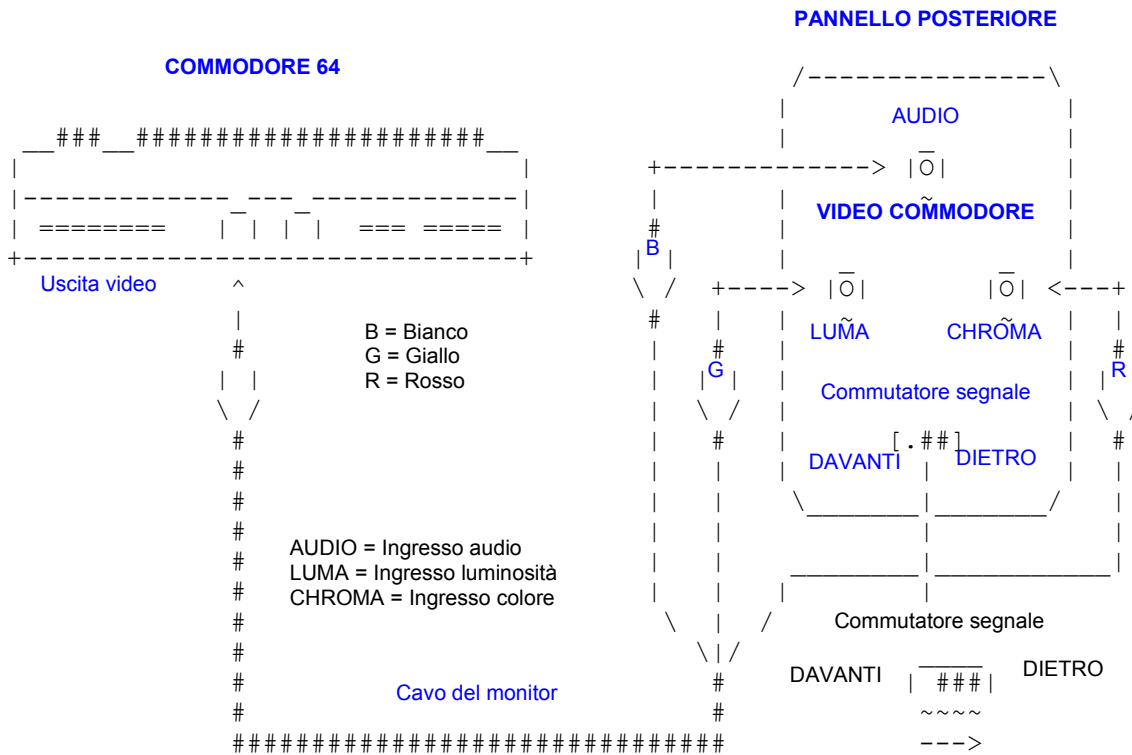 PANNELLO POSTERIORE
COMMODORE 64
AUDIO
VIDEO COMMODORE
B
Uscita video
LUMA
CHROMA
B = Bianco
G = Giallo
R = Rosso
G
R
Commutatore segnale
DAVANTI
DIETRO
AUDIO = Ingresso audio
LUMA = Ingresso luminosità
CHROMA = Ingresso colore
Commutatore segnale
DAVANTI
DIETRO
Cavo del monitor